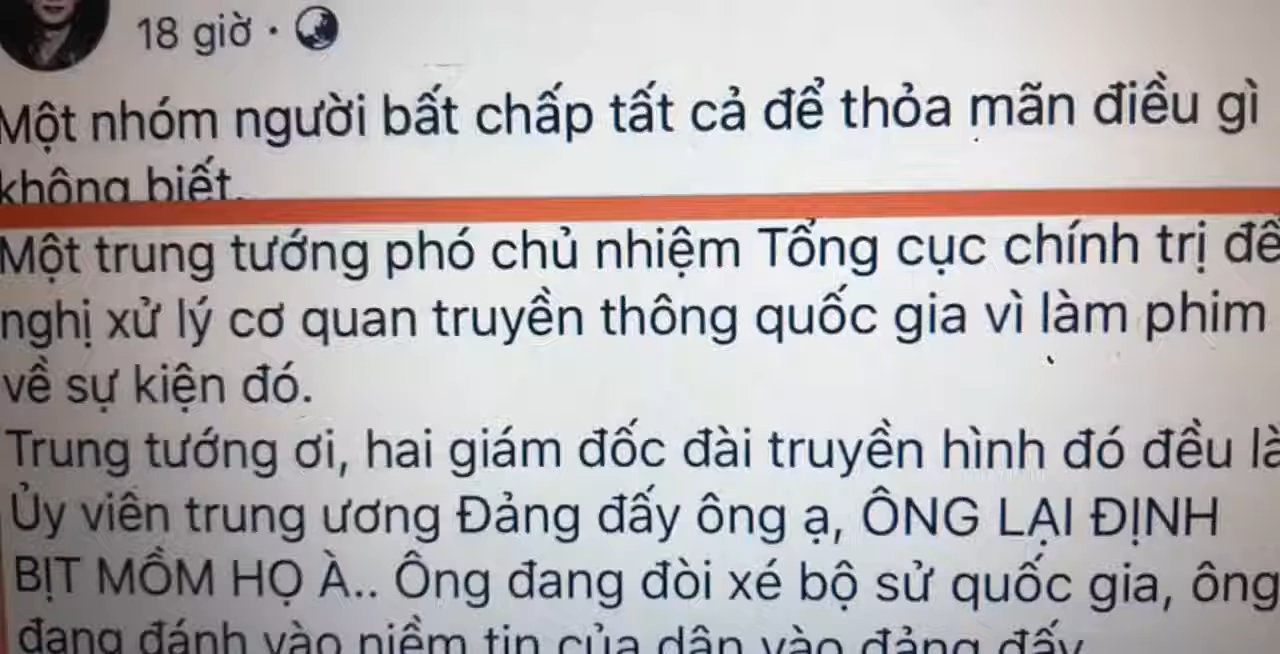 18 giờ ·
Một nhóm người bất chấp tất cả để thỏa mãn điều gì
không biết.
Một trung tướng phó chủ nhiệm Tổng cục chính trị đề
nghị xử lý cơ quan truyền thông quốc gia vì làm phim
về sự kiện đó.
Trung tướng ơi, hai giám đốc đài truyền hình đó đều là
Ủy viên trung ương Đảng đấy ông ạ, ÔNG LẠI ĐỊNH
BỊT MỒM HỌ À.. Ông đang đòi xé bộ sử quốc gia, ông
đang đánh vào niềm tin của dân vào đảng đấy